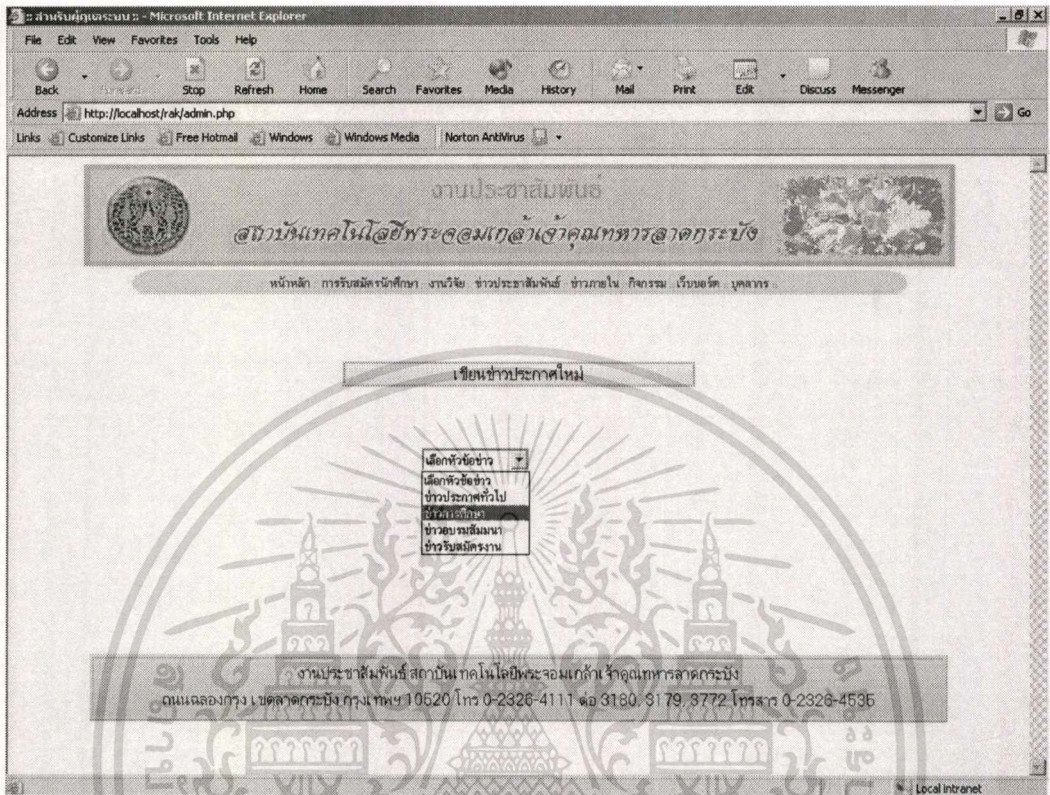 :: สำหรับผู้ดูแลระบบ :: - Microsoft Internet Explorer
File Edit View Favorites Tools Help
Back Forward Stop Refresh Home Search Favorites Media History Mail Print Edit Discuss Messenger
Address http://localhost/rak/admin.php Go
Links Customize Links Free Hotmail Windows Windows Media Norton AntiVirus
งานประชาสัมพันธ์
สถาบันเทคโนโลยีพระจอมเกล้าเจ้าคุณทหารลาดกระบัง
หน้าหลัก การรับสมัครนักศึกษา งานวิจัย ข่าวประชาสัมพันธ์ ข่าวภายใน กิจกรรม เว็บบอร์ด บุคลากร
เขียนข่าวประกาศใหม่
เลือกหัวข้อข่าว
เลือกหัวข้อข่าว
ข่าวประกาศทั่วไป
ข่าวการศึกษา
ข่าวอบรมสัมมนา
ข่าวรับสมัครงาน
งานประชาสัมพันธ์ สถาบันเทคโนโลยีพระจอมเกล้าเจ้าคุณทหารลาดกระบัง
ถนนฉลองกรุง เขตลาดกระบัง กรุงเทพฯ 10520 โทร 0-2326-4111 ต่อ 3180, 3179, 3772 โทรสาร 0-2326-4535
Local intranet